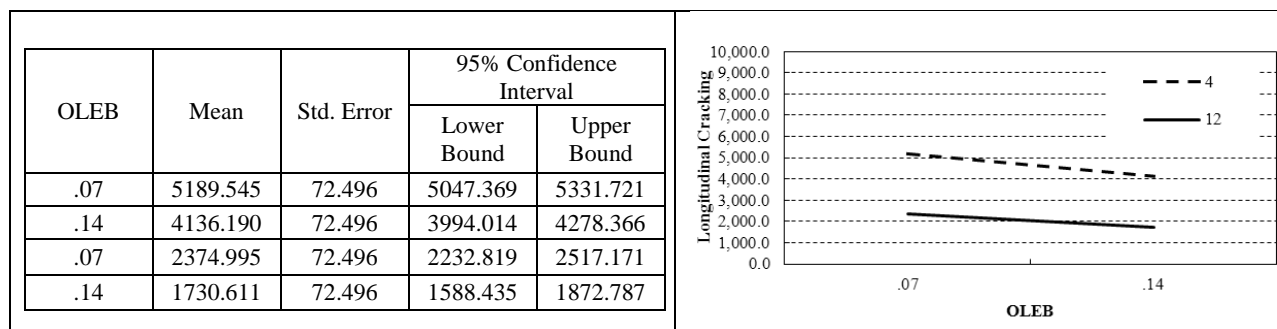 OLEB Mean Std. Error 95% Confidence Interval
Lower Bound Upper Bound
.07 5189.545 72.496 5047.369 5331.721
.14 4136.190 72.496 3994.014 4278.366
.07 2374.995 72.496 2232.819 2517.171
.14 1730.611 72.496 1588.435 1872.787
Longitudinal Cracking
10,000.0
9,000.0
8,000.0
7,000.0
6,000.0
5,000.0
4,000.0
3,000.0
2,000.0
1,000.0
0.0
4
12
.07 .14
OLEB